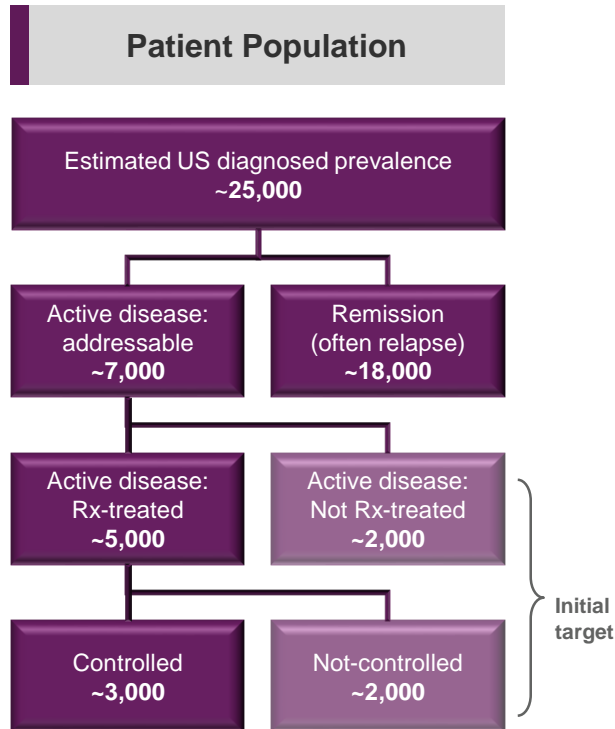 Patient Population
Estimated US diagnosed prevalence
~25,000
Active disease:
addressable
~7,000
Remission
(often relapse)
~18,000
Active disease:
Rx-treated
~5,000
Active disease:
Not Rx-treated
~2,000
Controlled
~3,000
Not-controlled
~2,000
Initial
target